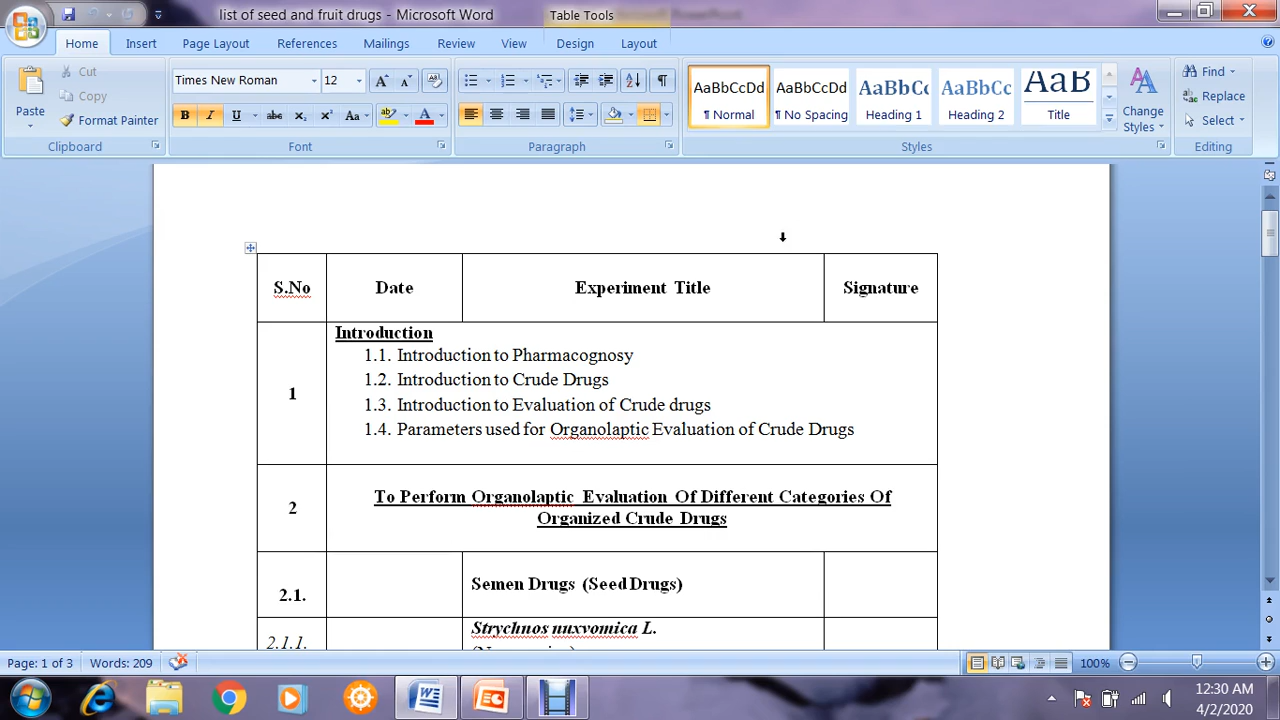 list of seed and fruit drugs - Microsoft Word
Table Tools
Home Insert Page Layout References Mailings Review View Design Layout
Paste
Cut
Copy
Format Painter
Clipboard
Times New Roman 12
B I U abc x₂ x² Aa
Font
Paragraph
AaBbCcDd AaBbCcDd AaBbCc AaBbCc AaB
¶ Normal ¶ No Spacing Heading 1 Heading 2 Title
Change
Styles
Styles
Find
Replace
Select
Editing
S.No Date Experiment Title Signature
1
Introduction
1.1. Introduction to Pharmacognosy
1.2. Introduction to Crude Drugs
1.3. Introduction to Evaluation of Crude drugs
1.4. Parameters used for Organolaptic Evaluation of Crude Drugs
2
To Perform Organolaptic Evaluation Of Different Categories Of
Organized Crude Drugs
2.1. Semen Drugs (Seed Drugs)
2.1.1. Strychnos nuxvomica L.
Page: 1 of 3 Words: 209 100%
12:30 AM
4/2/2020